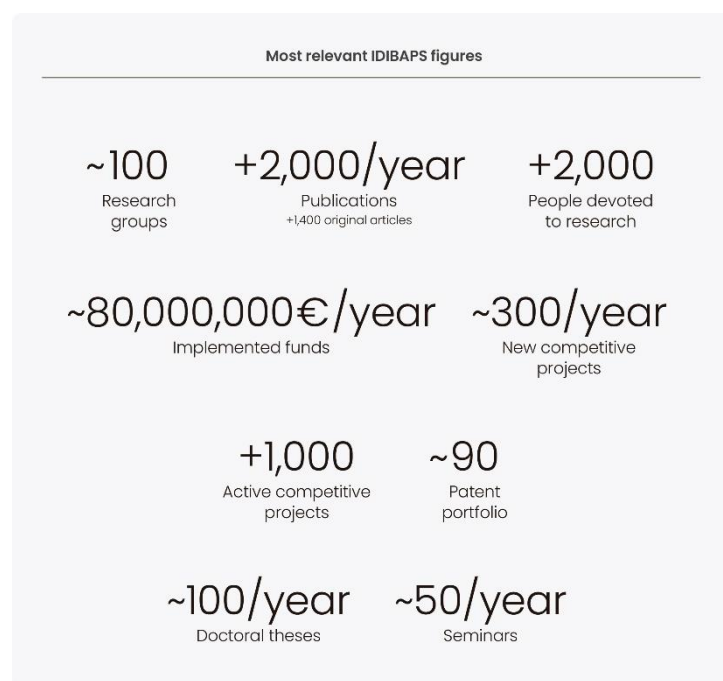 Most relevant IDIBAPS figures
~100
Research
groups
+2,000/year
Publications
+1,400 original articles
+2,000
People devoted
to research
~80,000,000€/year
Implemented funds
~300/year
New competitive
projects
+1,000
Active competitive
projects
~90
Patent
portfolio
~100/year
Doctoral theses
~50/year
Seminars